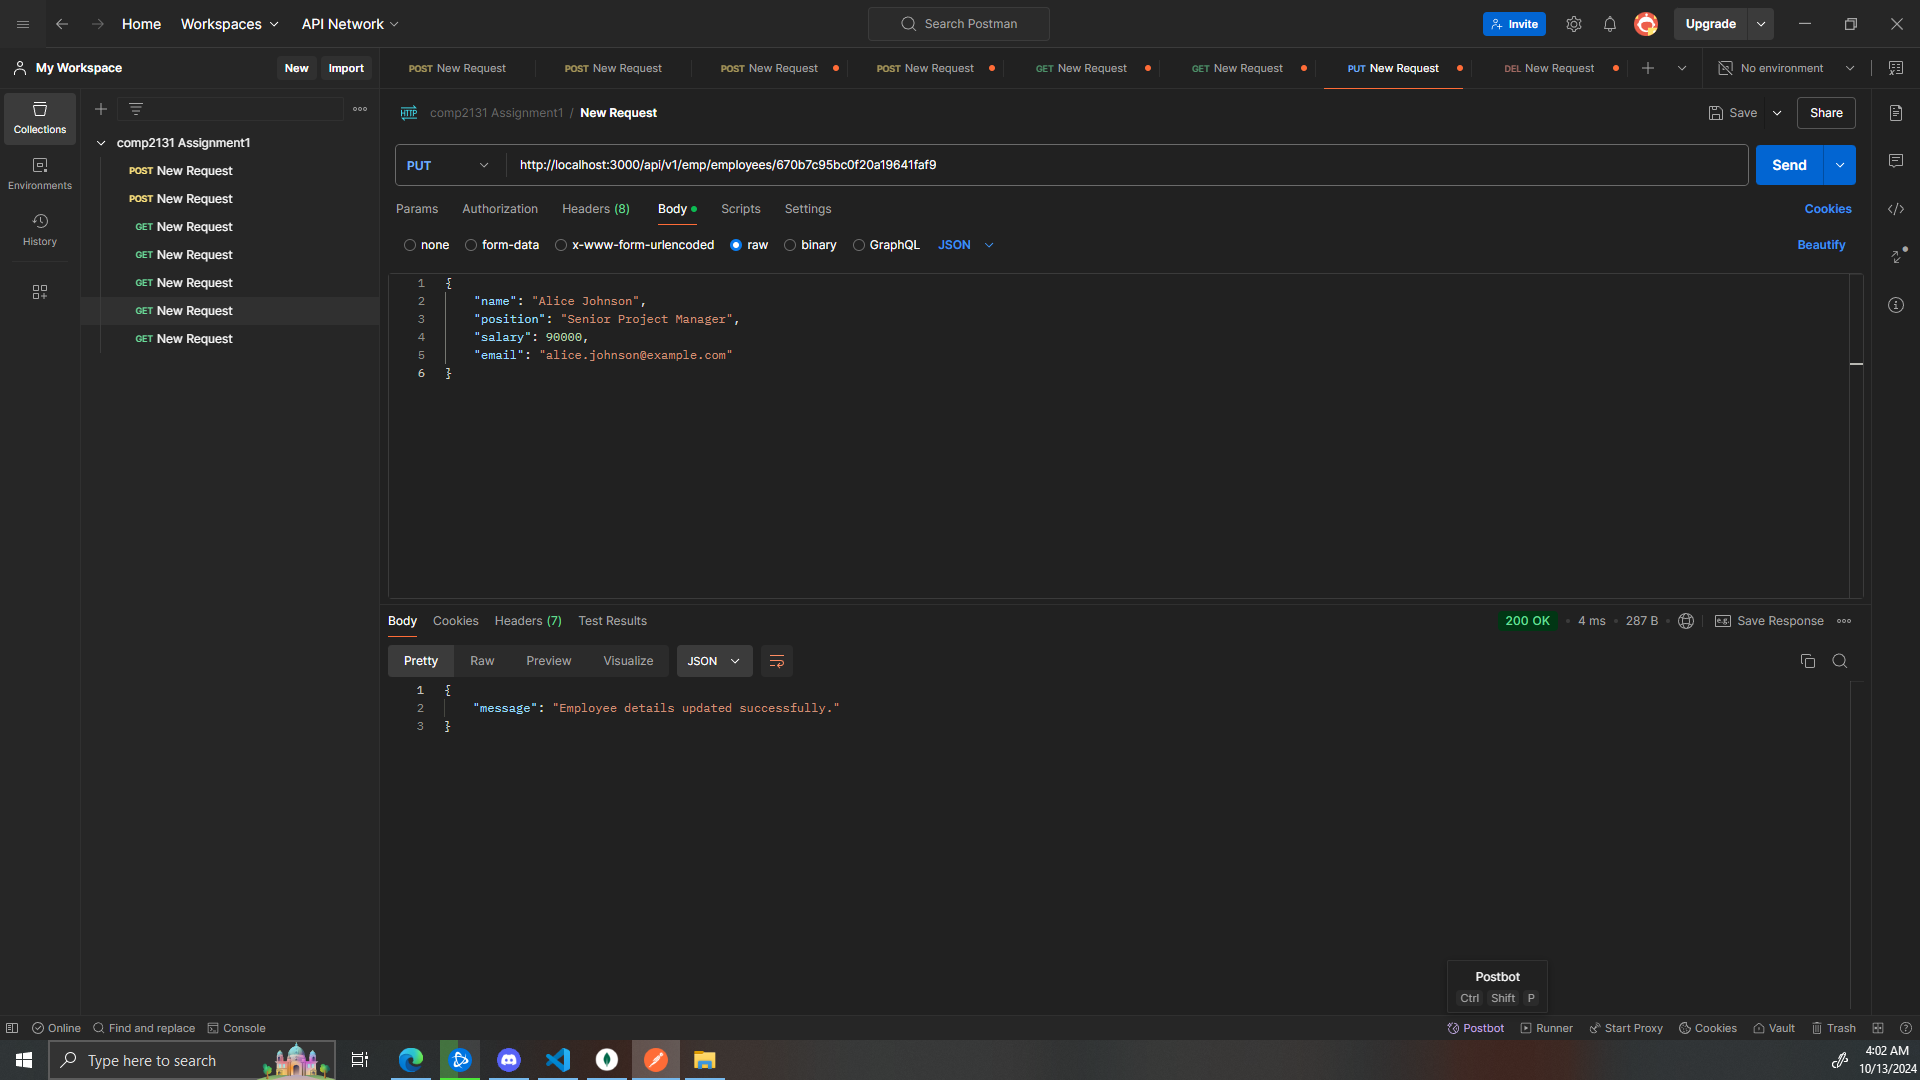 Home Workspaces API Network Search Postman Invite Upgrade
My Workspace New Import
POST New Request POST New Request POST New Request POST New Request GET New Request GET New Request PUT New Request DEL New Request No environment
Collections
Environments
History
comp2131 Assignment1
POST New Request
POST New Request
GET New Request
GET New Request
GET New Request
GET New Request
GET New Request
HTTP comp2131 Assignment1 / New Request Save Share
PUT http://localhost:3000/api/v1/emp/employees/670b7c95bc0f20a19641faf9 Send
Params Authorization Headers (8) Body Scripts Settings Cookies
none form-data x-www-form-urlencoded raw binary GraphQL JSON Beautify
1 {
2 "name": "Alice Johnson",
3 "position": "Senior Project Manager",
4 "salary": 90000,
5 "email": "alice.johnson@example.com"
6 }
Body Cookies Headers (7) Test Results 200 OK 4 ms 287 B e.g. Save Response
Pretty Raw Preview Visualize JSON
1 {
2 "message": "Employee details updated successfully."
3 }
Postbot
Ctrl Shift P
Online Find and replace Console Postbot Runner Start Proxy Cookies Vault Trash
Type here to search
4:02 AM
10/13/2024